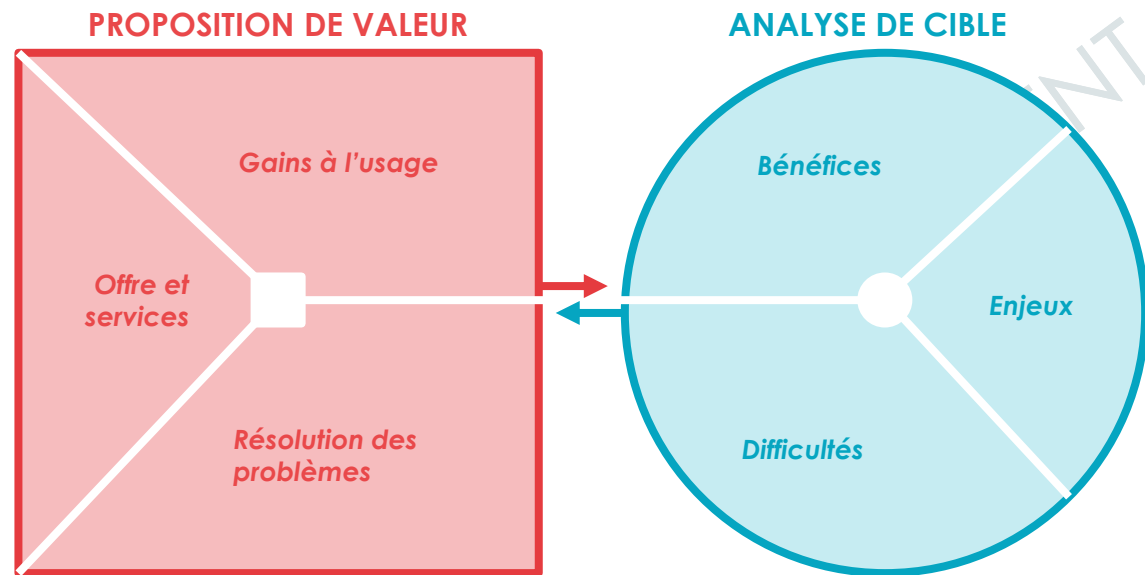 PROPOSITION DE VALEUR
ANALYSE DE CIBLE
Gains à l'usage
Offre et
services
Résolution des
problèmes
Bénéfices
Enjeux
Difficultés